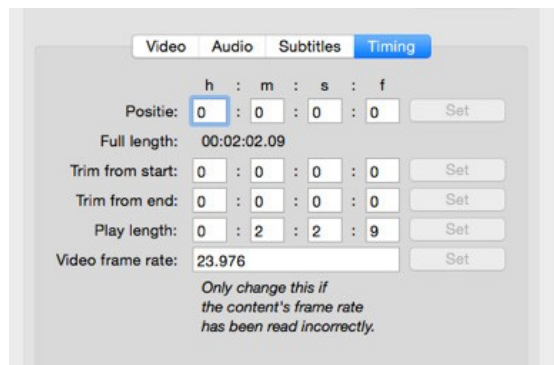 Video Audio Subtitles Timing
h : m : s : f
Positie: 0 : 0 : 0 : 0 Set
Full length: 00:02:02.09
Trim from start: 0 : 0 : 0 : 0 Set
Trim from end: 0 : 0 : 0 : 0 Set
Play length: 0 : 2 : 2 : 9 Set
Video frame rate: 23.976 Set
Only change this if
the content's frame rate
has been read incorrectly.